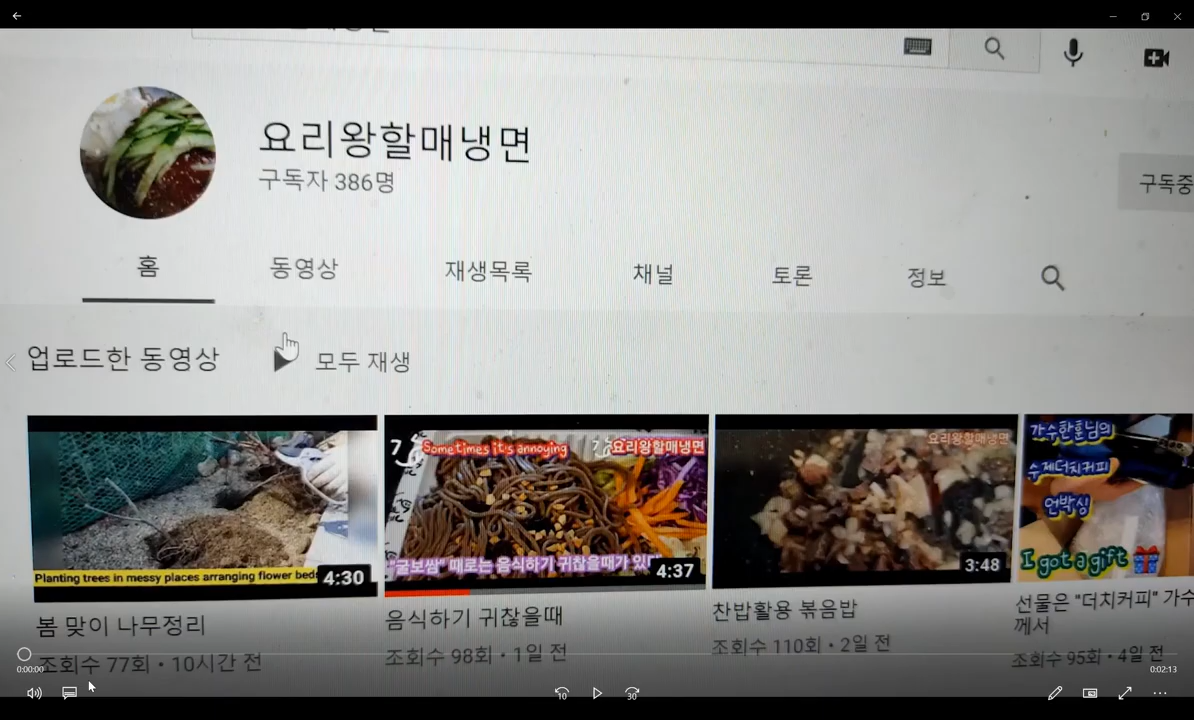 요리왕할매냉면
구독자 386명
구독중
홈 동영상 재생목록 채널 토론 정보
업로드한 동영상 모두 재생
Planting trees in messy places arranging flower beds
4:30
Sometimes it's annoying
요리왕할매냉면
"굴보쌈" 때로는 음식하기 귀찮을때가
4:37
요리왕할매냉면
3:48
가수한훈님의
수제더치커피
언박싱
I got a gift
봄 맞이 나무정리
조회수 77회 • 10시간 전
음식하기 귀찮을때
조회수 98회 • 1일 전
찬밥활용 볶음밥
조회수 110회 • 2일 전
선물은 "더치커피" 가수
께서
조회수 95회 • 4일 전
0:00:00
0:02:13
10
30